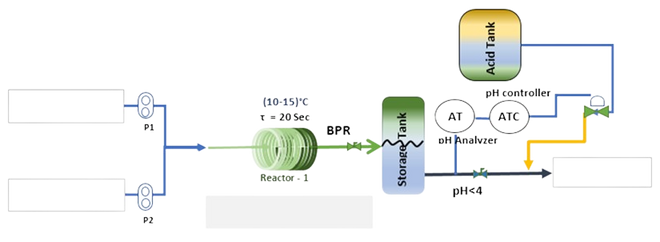 Acid Tank
pH controller
(10-15)°C
τ = 20 Sec
BPR
P1
AT
ATC
pH Analyzer
Storage Tank
Reactor - 1
pH<4
P2